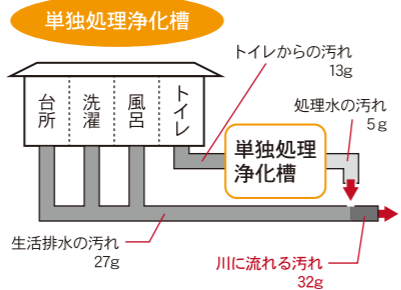 単独処理浄化槽
トイレからの汚れ
13g
処理水の汚れ
5g
台所
洗濯
風呂
トイレ
単独処理
浄化槽
生活排水の汚れ
27g
川に流れる汚れ
32g